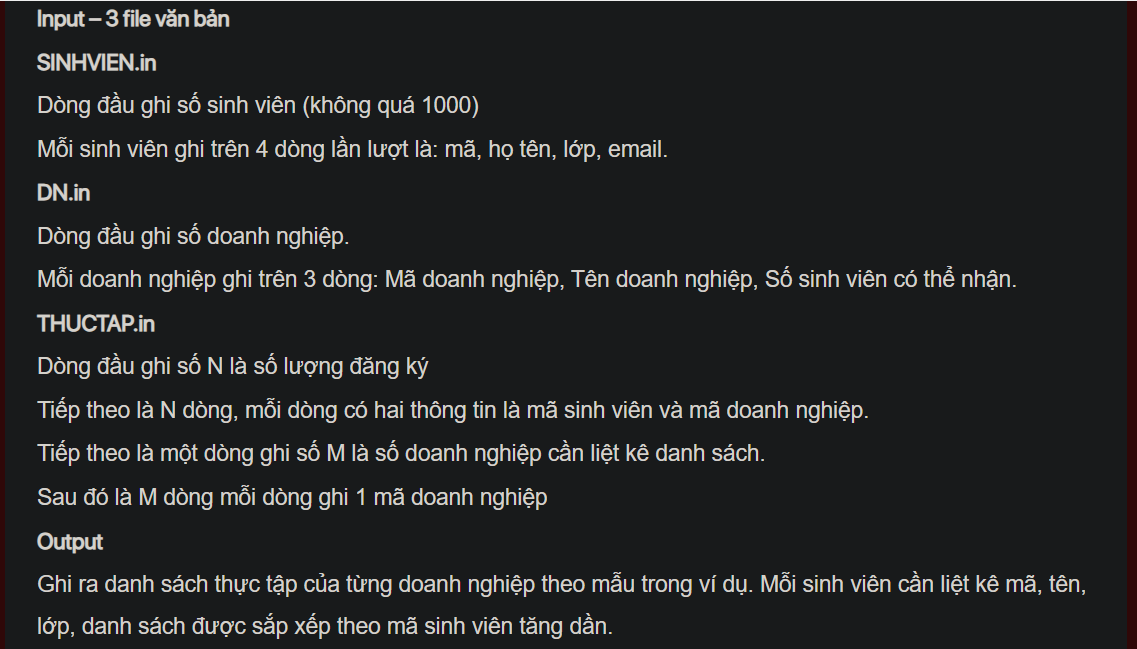 Input – 3 file văn bản
SINHVIEN.in
Dòng đầu ghi số sinh viên (không quá 1000)
Mỗi sinh viên ghi trên 4 dòng lần lượt là: mã, họ tên, lớp, email.
DN.in
Dòng đầu ghi số doanh nghiệp.
Mỗi doanh nghiệp ghi trên 3 dòng: Mã doanh nghiệp, Tên doanh nghiệp, Số sinh viên có thể nhận.
THUCTAP.in
Dòng đầu ghi số N là số lượng đăng ký
Tiếp theo là N dòng, mỗi dòng có hai thông tin là mã sinh viên và mã doanh nghiệp.
Tiếp theo là một dòng ghi số M là số doanh nghiệp cần liệt kê danh sách.
Sau đó là M dòng mỗi dòng ghi 1 mã doanh nghiệp
Output
Ghi ra danh sách thực tập của từng doanh nghiệp theo mẫu trong ví dụ. Mỗi sinh viên cần liệt kê mã, tên,
lớp, danh sách được sắp xếp theo mã sinh viên tăng dần.